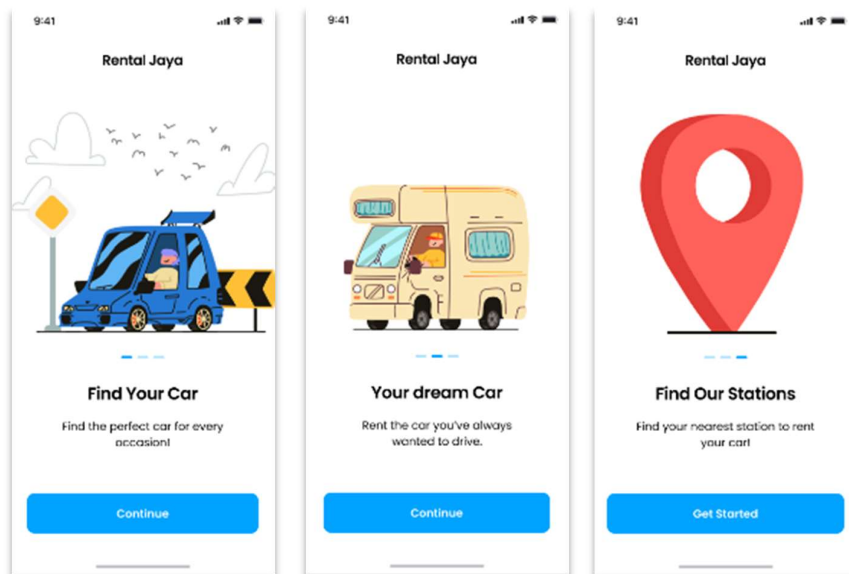 9:41
Rental Jaya
Find Your Car
Find the perfect car for every
occasion!
Continue
9:41
Rental Jaya
Your dream Car
Rent the car you've always
wanted to drive.
Continue
9:41
Rental Jaya
Find Our Stations
Find your nearest station to rent
your car!
Get Started